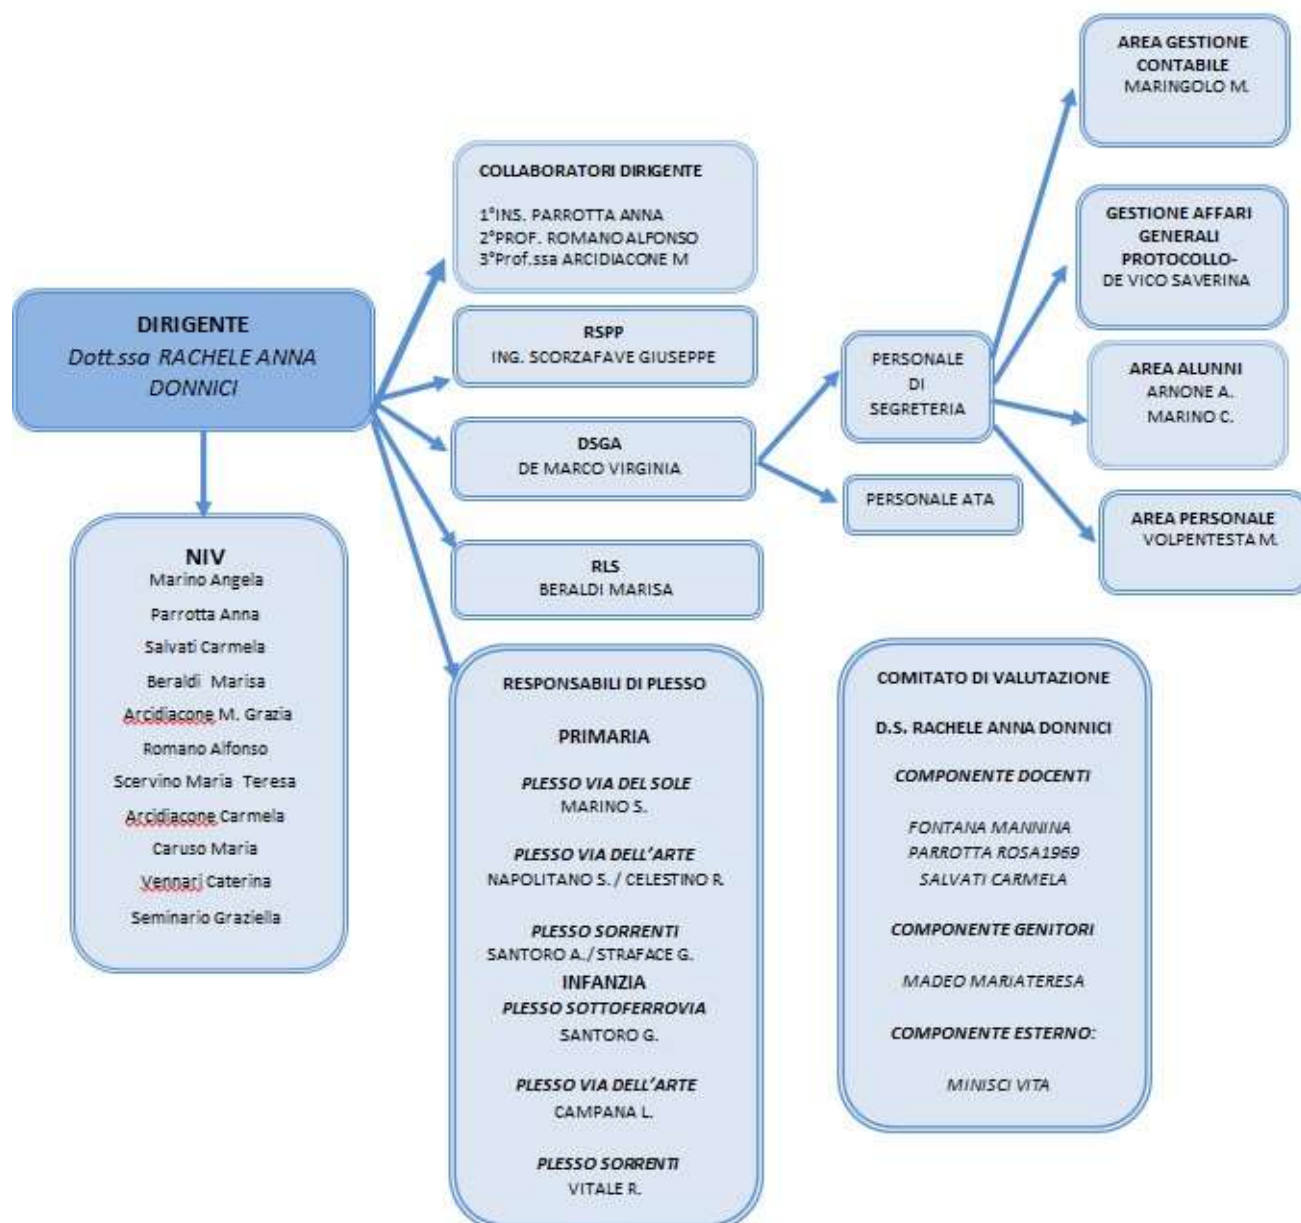 DIRIGENTE
Dott.ssa RACHELE ANNA
DONNICI
NIV
Marino Angela
Parrotta Anna
Salvati Carmela
Beraldi Marisa
Arcidiacone M. Grazia
Romano Alfonso
Scervino Maria Teresa
Arcidiacone Carmela
Caruso Maria
Vennari Caterina
Seminario Graziella
COLLABORATORI DIRIGENTE
1°INS. PARROTTA ANNA
2°PROF. ROMANO ALFONSO
3°Prof.ssa ARCIDIACONE M
RSPP
ING. SCORZAFAVE GIUSEPPE
DSGA
DE MARCO VIRGINIA
RLS
BERALDI MARISA
RESPONSABILI DI PLESSO
PRIMARIA
PLESSO VIA DEL SOLE
MARINO S.
PLESSO VIA DELL'ARTE
NAPOLITANO S. / CELESTINO R.
PLESSO SORRENTI
SANTORO A./ STRAFACE G.
INFANZIA
PLESSO SOTTOFERROVIA
SANTORO G.
PLESSO VIA DELL'ARTE
CAMPANA L.
PLESSO SORRENTI
VITALE R.
PERSONALE
DI
SEGRETERIA
PERSONALE ATA
AREA GESTIONE
CONTABILE
MARINGOLO M.
GESTIONE AFFARI
GENERALI
PROTOCOLLO-
DE VICO SAVERINA
AREA ALUNNI
ARNONE A.
MARINO C.
AREA PERSONALE
VOLPENTESTA M.
COMITATO DI VALUTAZIONE
D.S. RACHELE ANNA DONNICI
COMPONENTE DOCENTI
FONTANA MANNINA
PARROTTA ROSA1969
SALVATI CARMELA
COMPONENTE GENITORI
MADEO MARIATERESA
COMPONENTE ESTERNO:
MINISCI VITA